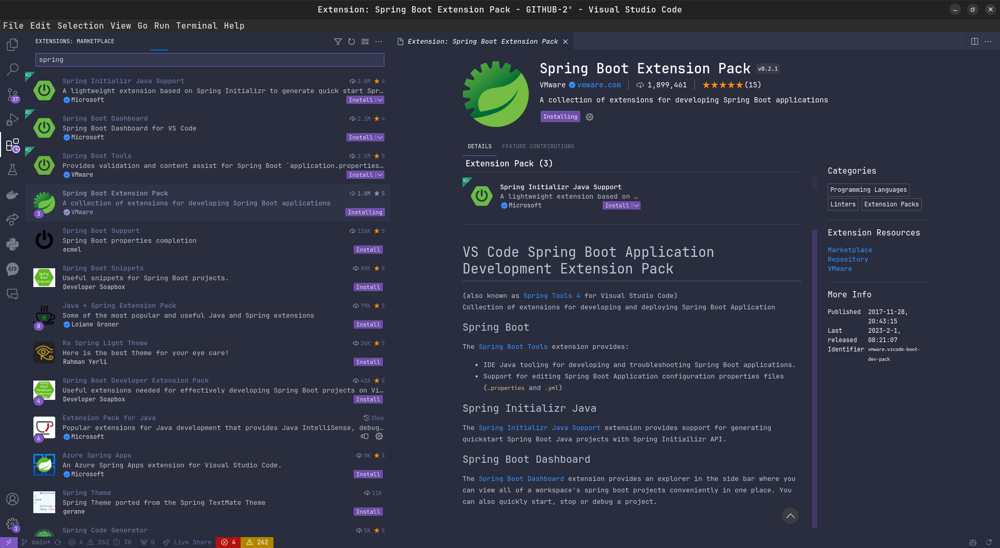 Extension: Spring Boot Extension Pack - GITHUB-2º - Visual Studio Code
File Edit Selection View Go Run Terminal Help
EXTENSIONS: MARKETPLACE
spring
Spring Initializr Java Support 2.8M 4
A lightweight extension based on Spring Initializr to generate quick start Spr…
Microsoft Install
Spring Boot Dashboard 2.1M 4
Spring Boot Dashboard for VS Code
Microsoft Install
Spring Boot Tools 2.5M 5
Provides validation and content assist for Spring Boot `application.properties…
VMware Install
Spring Boot Extension Pack 1.8M 5
A collection of extensions for developing Spring Boot applications
3 VMware Installing
Spring Boot Support 116K 5
Spring Boot properties completion
ecmel Install
Spring Boot Snippets 89K 5
Useful snippets for Spring Boot projects.
Developer Soapbox Install
Spring
Boot
Snippets
Java + Spring Extension Pack 79K 5
Some of the most popular and useful Java and Spring extensions
8 Loiane Groner Install
Ra Spring Light Theme 26K 5
Here is the best theme for your eye care!
Rahman Yerli Install
Spring Boot Developer Extension Pack 41K 5
Useful extensions needed for effectively developing Spring Boot projects on Vi…
4 Developer Soapbox Install
Spring
Boot
Developer
Extension
Extension Pack for Java 35ms
Popular extensions for Java development that provides Java IntelliSense, debug…
6 Microsoft
Azure Spring Apps 9K 5
An Azure Spring Apps extension for Visual Studio Code.
Microsoft Install
Spring Theme 11K
Spring Theme ported from the Spring TextMate Theme
gerane Install
Spring Code Generator 5K 5
17
1
Extension: Spring Boot Extension Pack
Spring Boot Extension Pack v0.2.1
VMware vmware.com 1,899,461 (15)
A collection of extensions for developing Spring Boot applications
Installing
DETAILS FEATURE CONTRIBUTIONS
Extension Pack (3)
Spring Initializr Java Support
A lightweight extension based on …
Microsoft Install
VS Code Spring Boot Application
Development Extension Pack
(also known as Spring Tools 4 for Visual Studio Code)
Collection of extensions for developing and deploying Spring Boot Application
Spring Boot
The Spring Boot Tools extension provides:
• IDE Java tooling for developing and troubleshooting Spring Boot applications.
• Support for editing Spring Boot Application configuration properties files
(.properties and .yml)
Spring Initializr Java
The Spring Initializr Java Support extension provides support for generating
quickstart Spring Boot Java projects with Spring Initiailizr API.
Spring Boot Dashboard
The Spring Boot Dashboard extension provides an explorer in the side bar where you
can view all of a workspace's spring boot projects conveniently in one place. You
can also quickly start, stop or debug a project.
Categories
Programming Languages
Linters Extension Packs
Extension Resources
Marketplace
Repository
VMware
More Info
Published 2017-11-28,
20:43:15
Last 2023-2-1,
released 08:21:07
Identifier vmware.vscode-boot-
dev-pack
main* 4 262 30 0 Live Share 4 262